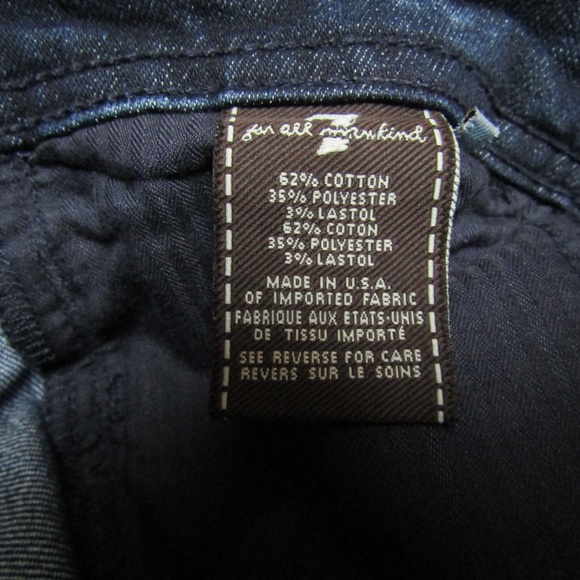 for all 7 mankind
62% COTTON
35% POLYESTER
3% LASTOL
62% COTON
35% POLYESTER
3% LASTOL
MADE IN U.S.A.
OF IMPORTED FABRIC
FABRIQUE AUX ETATS-UNIS
DE TISSU IMPORTÉ
SEE REVERSE FOR CARE
REVERS SUR LE SOINS